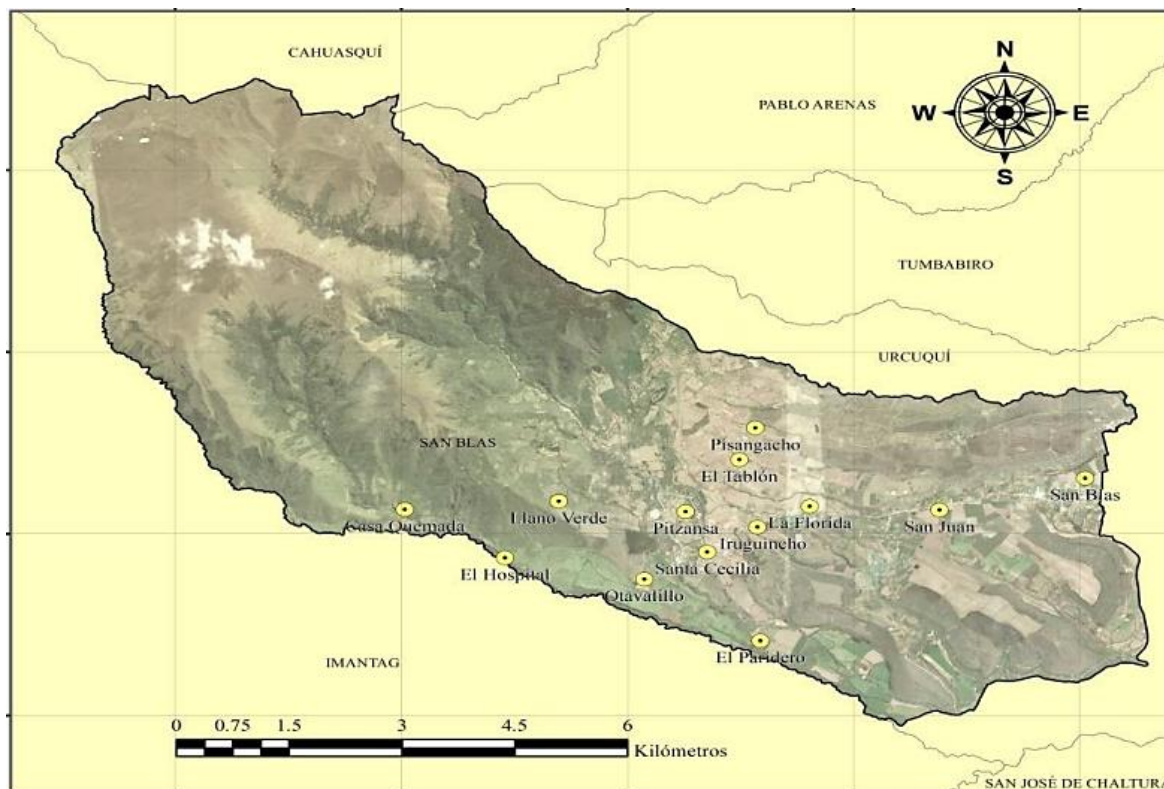 CAHUASQUÍ
N
PABLO ARENAS
W
E
S
TUMBABIRO
URCUQUÍ
Pisangacho
SAN BLAS
El Tablón
San Blas
Casa Quemada
Llano Verde
Pitzansa
La Florida
San Juan
Iruguincho
El Hospital
Santa Cecilia
Otavalillo
IMANTAG
El Paridero
0 0.75 1.5 3 4.5 6
Kilómetros
SAN JOSÉ DE CHALTURA